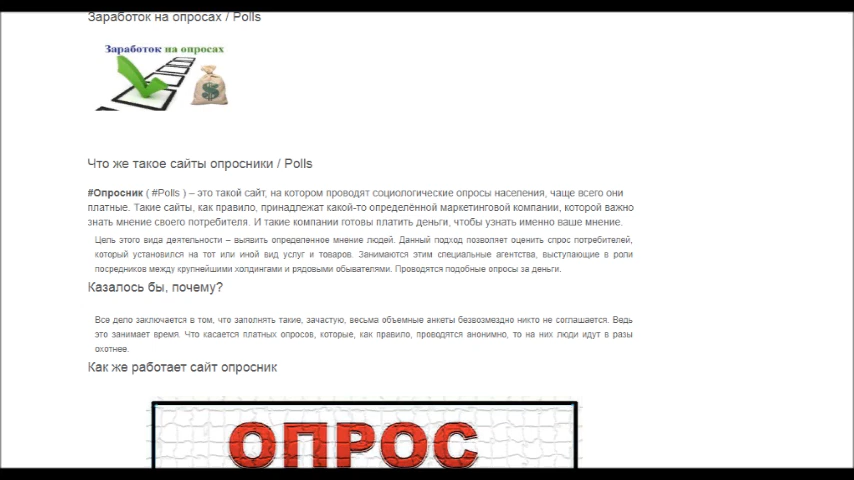 Заработок на опросах / Polls
Заработок на опросах
Что же такое сайты опросники / Polls
#Опросник ( #Polls ) – это такой сайт, на котором проводят социологические опросы населения, чаще всего они
платные. Такие сайты, как правило, принадлежат какой-то определённой маркетинговой компании, которой важно
знать мнение своего потребителя. И такие компании готовы платить деньги, чтобы узнать именно ваше мнение.
Цель этого вида деятельности – выявить определенное мнение людей. Данный подход позволяет оценить спрос потребителей,
который установился на тот или иной вид услуг и товаров. Занимаются этим специальные агентства, выступающие в роли
посредников между крупнейшими холдингами и рядовыми обывателями. Проводятся подобные опросы за деньги.
Казалось бы, почему?
Все дело заключается в том, что заполнять такие, зачастую, весьма объемные анкеты безвозмездно никто не соглашается. Ведь
это занимает время. Что касается платных опросов, которые, как правило, проводятся анонимно, то на них люди идут в разы
охотнее.
Как же работает сайт опросник
ОПРОС